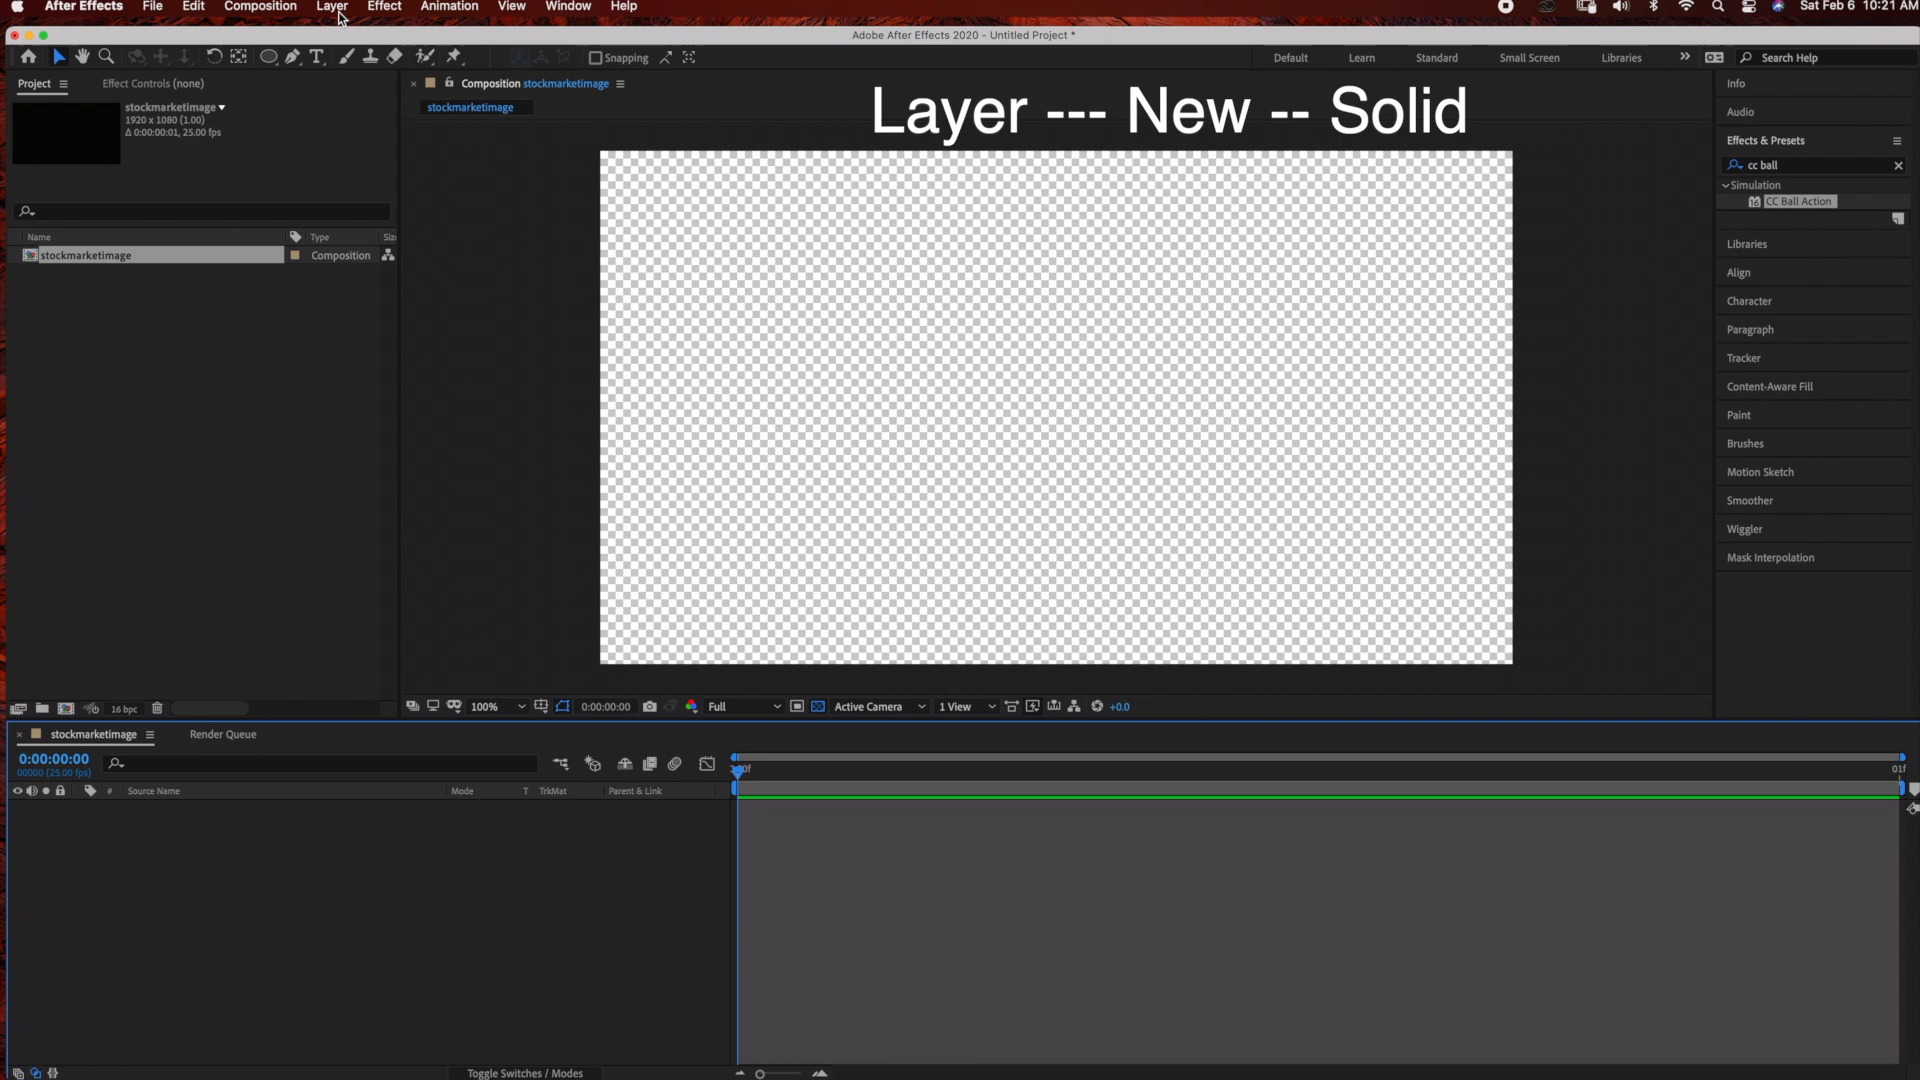 After Effects File Edit Composition Layer Effect Animation View Window Help Sat Feb 6 10:21 AM
Adobe After Effects 2020 - Untitled Project *
Snapping Default Learn Standard Small Screen Libraries Search Help
Project Effect Controls (none)
stockmarketimage
1920 x 1080 (1.00)
Δ 0:00:00:01, 25.00 fps
Name Type Size
stockmarketimage Composition
16 bpc
Composition stockmarketimage
stockmarketimage
Layer --- New -- Solid
100% 0:00:00:00 Full Active Camera 1 View +0.0
Info
Audio
Effects & Presets
cc ball
Simulation
16 CC Ball Action
Libraries
Align
Character
Paragraph
Tracker
Content-Aware Fill
Paint
Brushes
Motion Sketch
Smoother
Wiggler
Mask Interpolation
stockmarketimage Render Queue
0:00:00:00
00000 (25.00 fps)
01f
# Source Name Mode T TrkMat Parent & Link
Toggle Switches / Modes